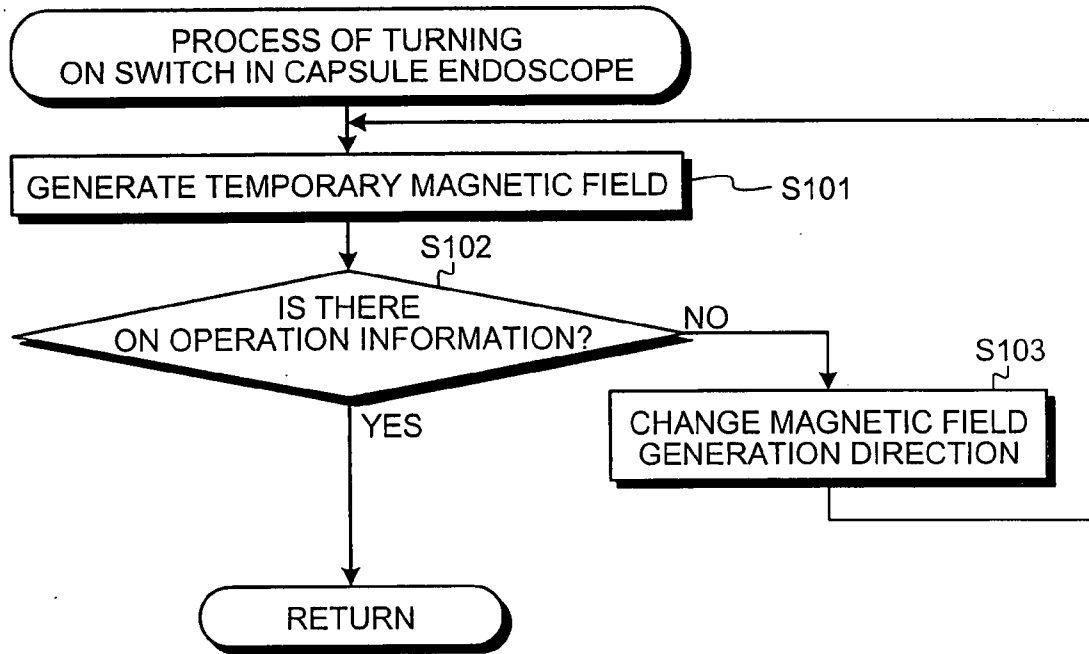 PROCESS OF TURNING
ON SWITCH IN CAPSULE ENDOSCOPE
GENERATE TEMPORARY MAGNETIC FIELD
S101
S102
IS THERE
ON OPERATION INFORMATION?
NO
S103
YES
CHANGE MAGNETIC FIELD
GENERATION DIRECTION
RETURN